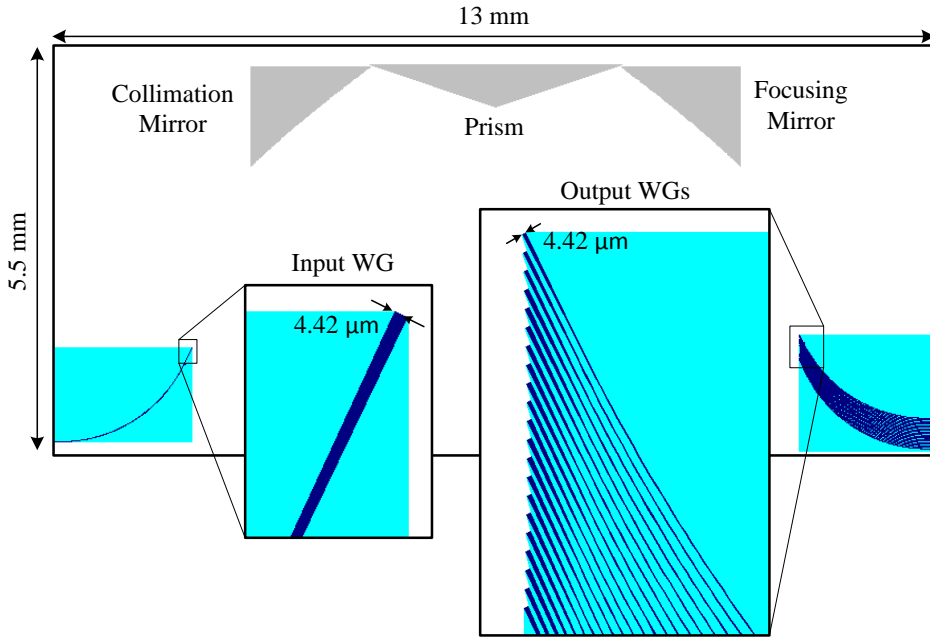 13 mm
Collimation
Mirror
Prism
Focusing
Mirror
5.5 mm
Output WGs
4.42 μm
Input WG
4.42 μm